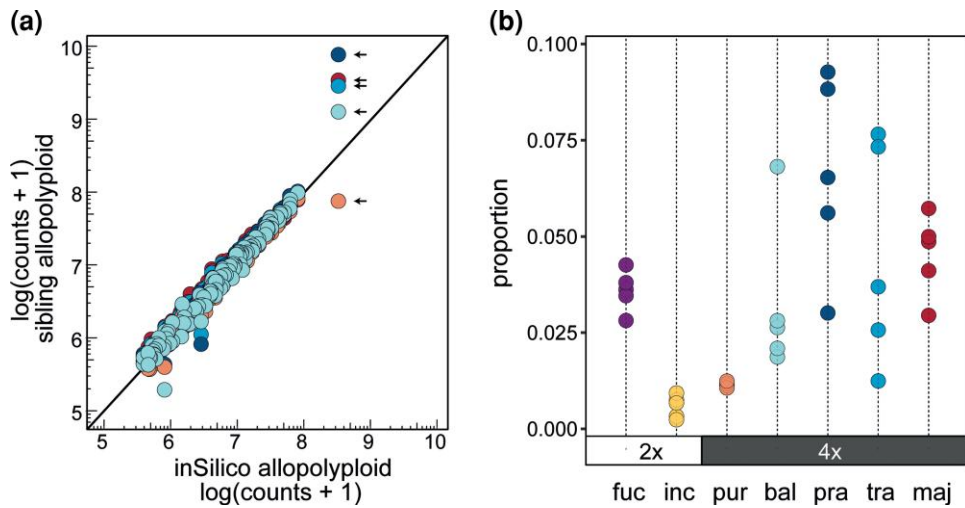 (a)
10
9
8
7
6
5
log(counts + 1)
sibling allopolyploid
5 6 7 8 9 10
inSilico allopolyploid
log(counts + 1)
(b)
0.100
0.075
0.050
0.025
0.000
proportion
2x 4x
fuc inc pur bal pra tra maj